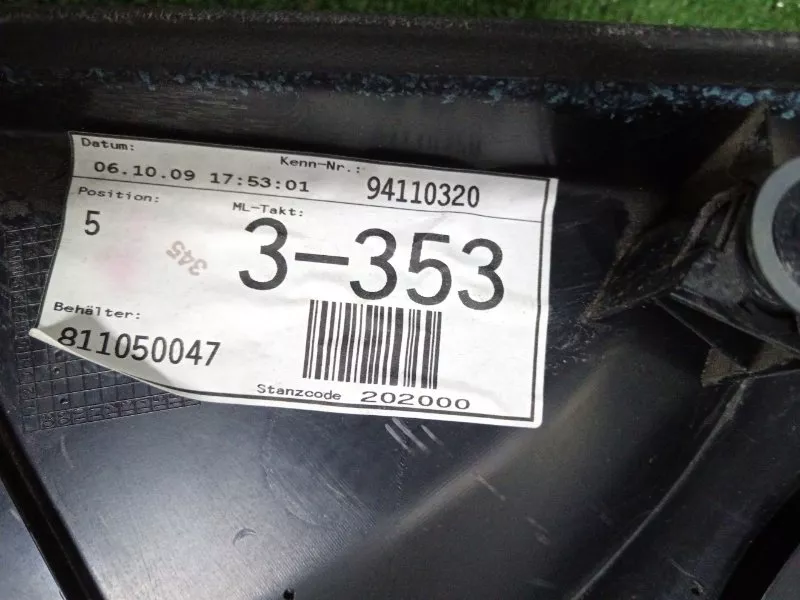 Datum: Kenn-Nr.:
06.10.09 17:53:01 94110320
Position: ML-Takt:
5 3-353
345
Behälter:
811050047
Stanzcode 202000